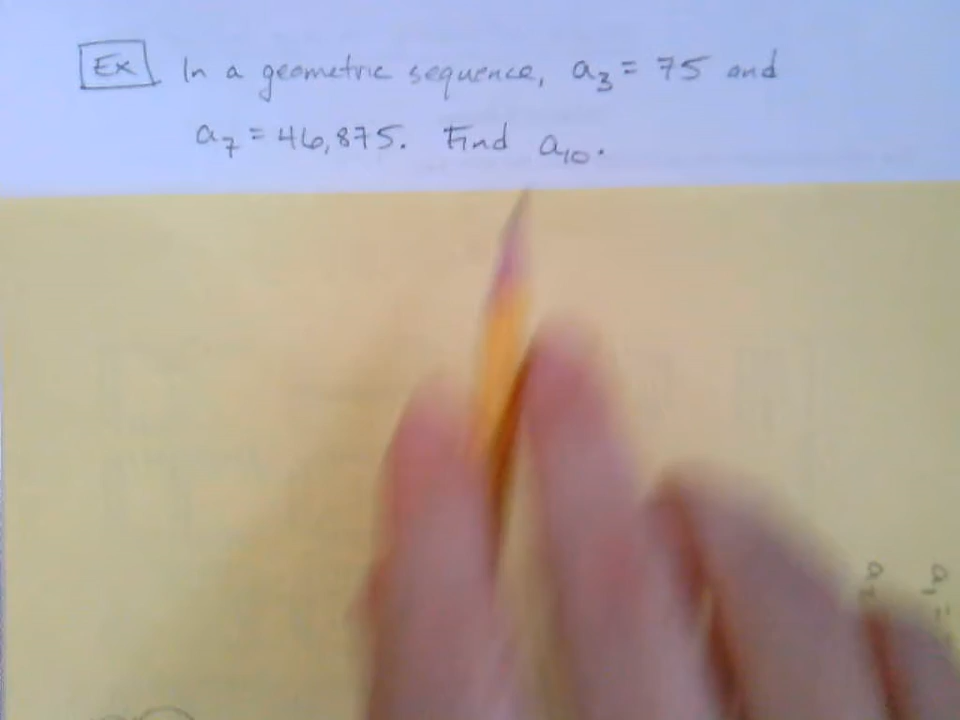 Ex In a geometric sequence, a₃ = 75 and
a₇ = 46,875. Find a₁₀.